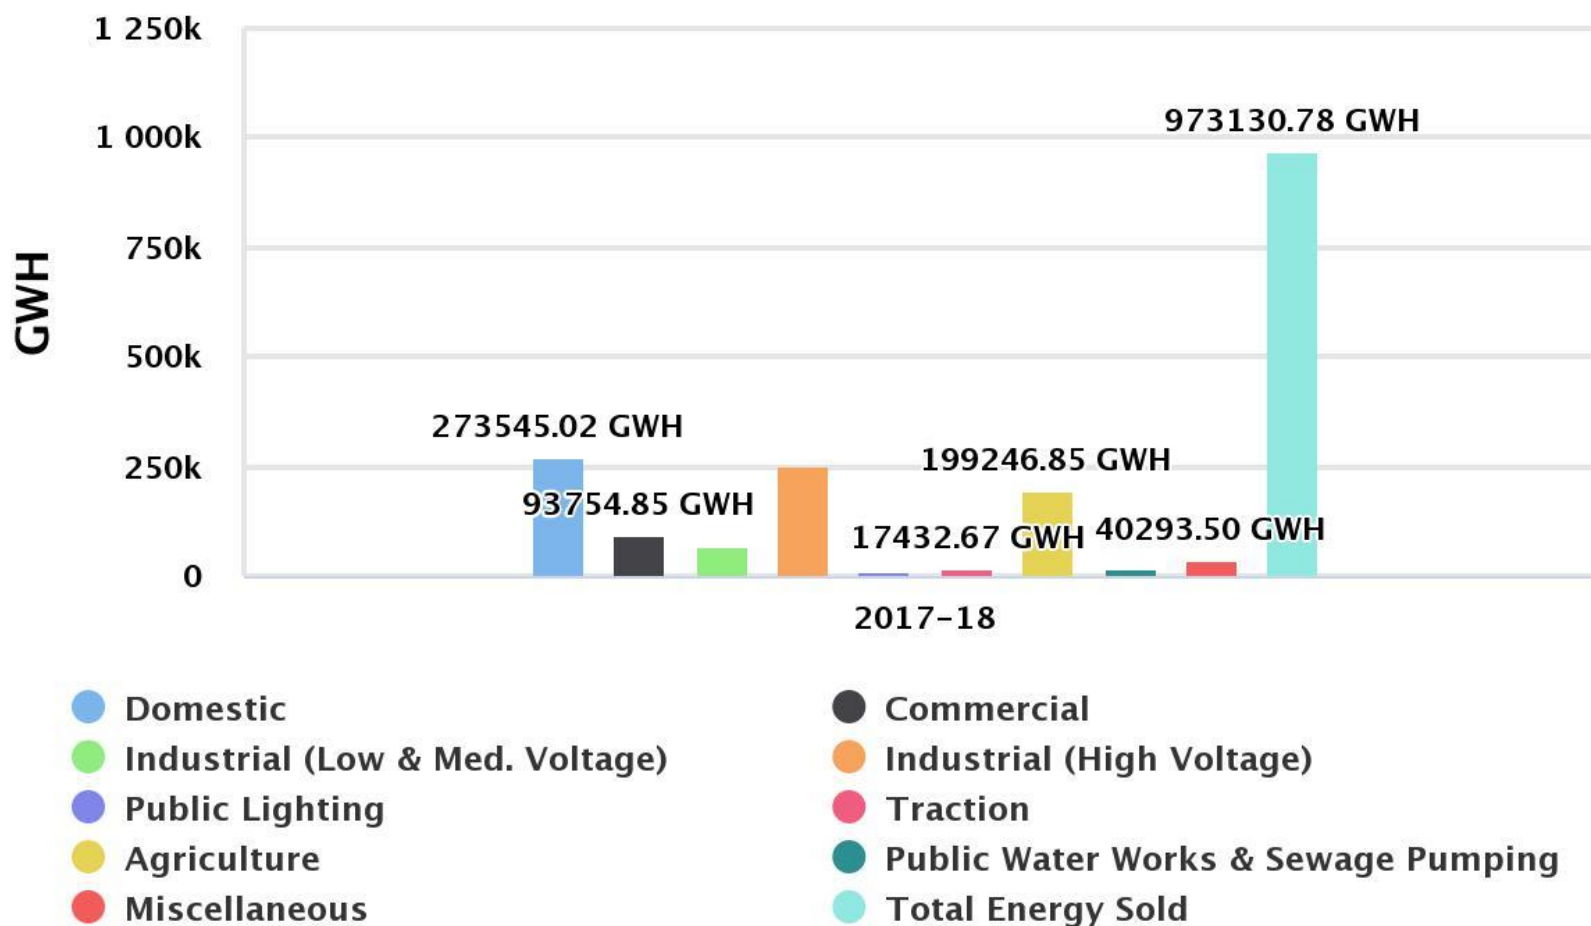 1 250k
973130.78 GWH
1 000k
750k
GWH
500k
273545.02 GWH
199246.85 GWH
250k
93754.85 GWH
17432.67 GWH
40293.50 GWH
0
2017-18
Domestic
Commercial
Industrial (Low & Med. Voltage)
Industrial (High Voltage)
Public Lighting
Traction
Agriculture
Public Water Works & Sewage Pumping
Miscellaneous
Total Energy Sold